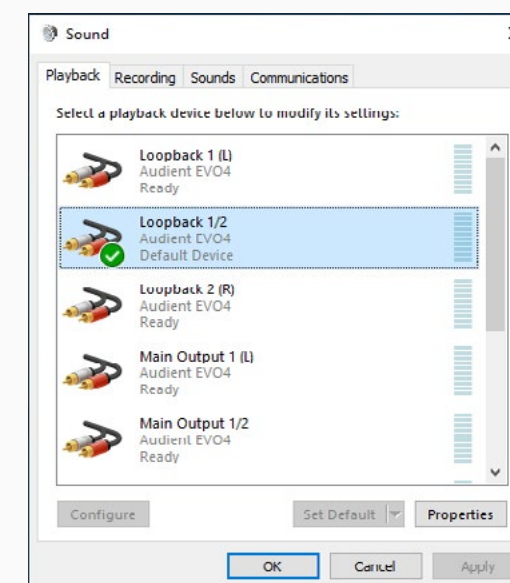 Sound
Playback Recording Sounds Communications
Select a playback device below to modify its settings:
Loopback 1 (L)
Audient EVO4
Ready
Loopback 1/2
Audient EVO4
Default Device
Loopback 2 (R)
Audient EVO4
Ready
Main Output 1 (L)
Audient EVO4
Ready
Main Output 1/2
Audient EVO4
Ready
Configure Set Default Properties
OK Cancel Apply